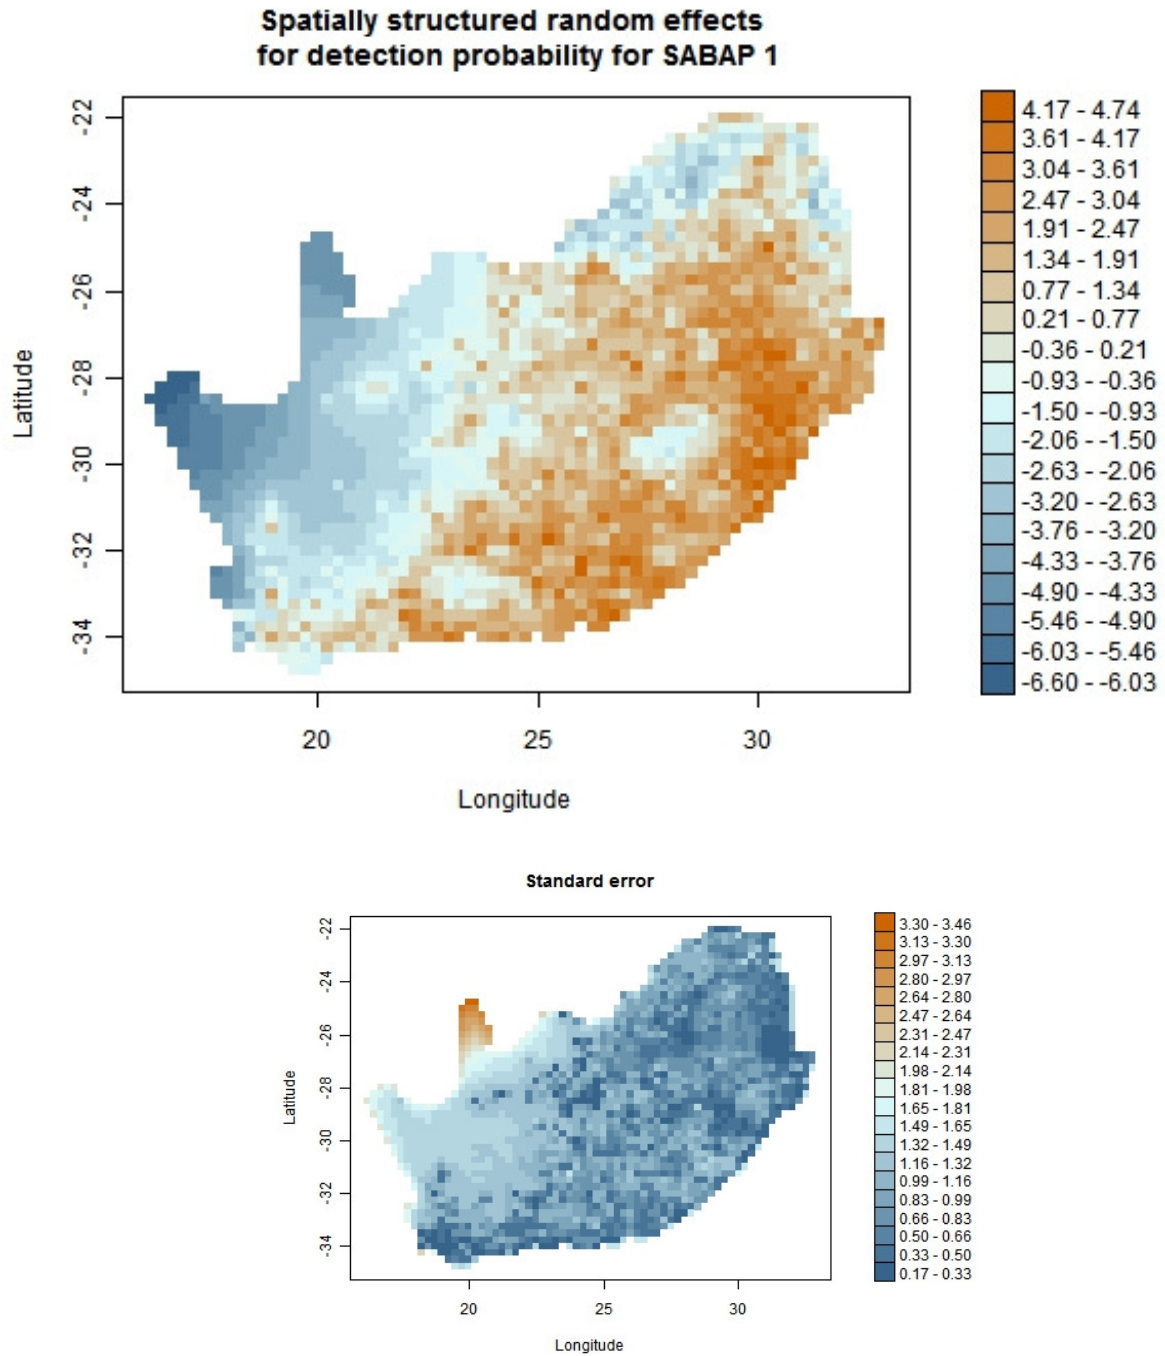 Spatially structured random effects
for detection probability for SABAP 1
-22
-24
-26
-28
-30
-32
-34
Latitude
20
25
30
Longitude
4.17 - 4.74
3.61 - 4.17
3.04 - 3.61
2.47 - 3.04
1.91 - 2.47
1.34 - 1.91
0.77 - 1.34
0.21 - 0.77
-0.36 - 0.21
-0.93 - -0.36
-1.50 - -0.93
-2.06 - -1.50
-2.63 - -2.06
-3.20 - -2.63
-3.76 - -3.20
-4.33 - -3.76
-4.90 - -4.33
-5.46 - -4.90
-6.03 - -5.46
-6.60 - -6.03
Standard error
-22
-24
-26
-28
-30
-32
-34
Latitude
20
25
30
Longitude
3.30 - 3.46
3.13 - 3.30
2.97 - 3.13
2.80 - 2.97
2.64 - 2.80
2.47 - 2.64
2.31 - 2.47
2.14 - 2.31
1.98 - 2.14
1.81 - 1.98
1.65 - 1.81
1.49 - 1.65
1.32 - 1.49
1.16 - 1.32
0.99 - 1.16
0.83 - 0.99
0.66 - 0.83
0.50 - 0.66
0.33 - 0.50
0.17 - 0.33